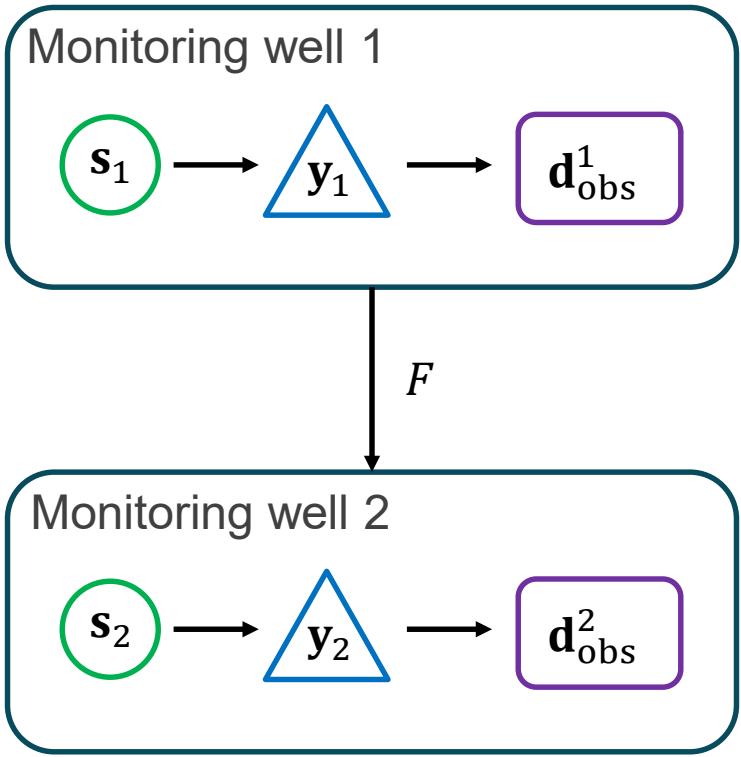 Monitoring well 1
s₁ y₁ d¹obs
F
Monitoring well 2
s₂ y₂ d²obs